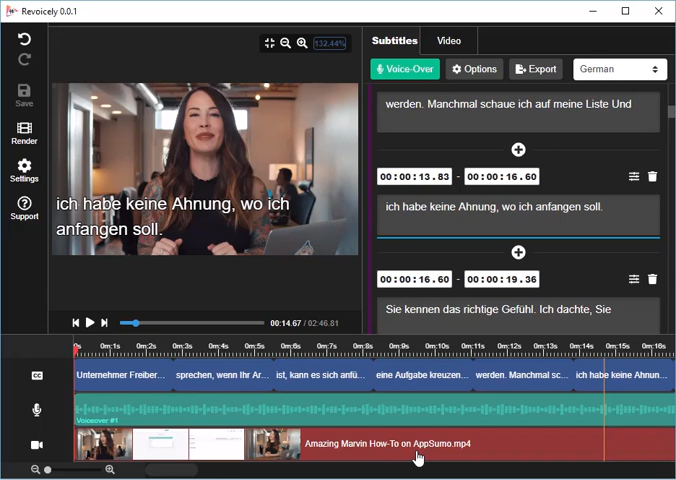 Revoicely 0.0.1
Subtitles
Video
132.44%
Voice-Over
Options
Export
German
Save
Render
Settings
Support
ich habe keine Ahnung, wo ich
anfangen soll.
werden. Manchmal schaue ich auf meine Liste Und
00:00:13.83 - 00:00:16.60
ich habe keine Ahnung, wo ich anfangen soll.
00:00:16.60 - 00:00:19.36
Sie kennen das richtige Gefühl. Ich dachte, Sie
00:14.67 / 02:46.81
0s 0m;1s 0m;2s 0m;3s 0m;4s 0m;5s 0m;6s 0m;7s 0m;8s 0m;9s 0m;10s 0m;11s 0m;12s 0m;13s 0m;14s 0m;15s 0m;16s
CC
Unternehmer Freiber... sprechen, wenn Ihr Ar... ist, kann es sich anfü... eine Aufgabe kreuzen... werden. Manchmal sc... ich habe keine Ahnun...
Voiceover #1
Amazing Marvin How-To on AppSumo.mp4